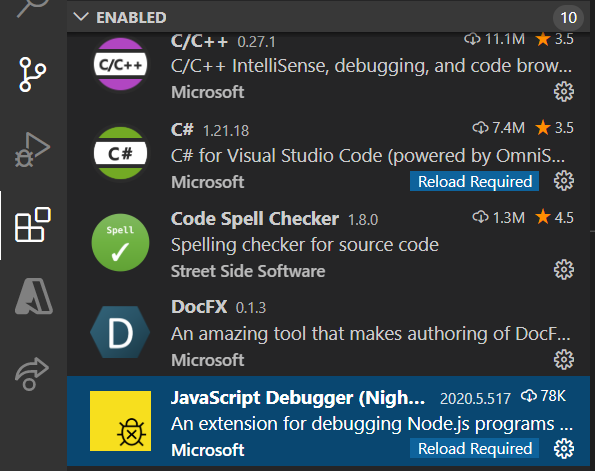 ENABLED 10
C/C++ 0.27.1 11.1M 3.5
C/C++
C/C++ IntelliSense, debugging, and code brow...
Microsoft
C# 1.21.18 7.4M 3.5
C#
C# for Visual Studio Code (powered by OmniS...
Microsoft Reload Required
Code Spell Checker 1.8.0 1.3M 4.5
Spell
Spelling checker for source code
Street Side Software
DocFX 0.1.3
D
An amazing tool that makes authoring of DocF...
Microsoft
JavaScript Debugger (Nigh... 2020.5.517 78K
An extension for debugging Node.js programs ...
Microsoft Reload Required